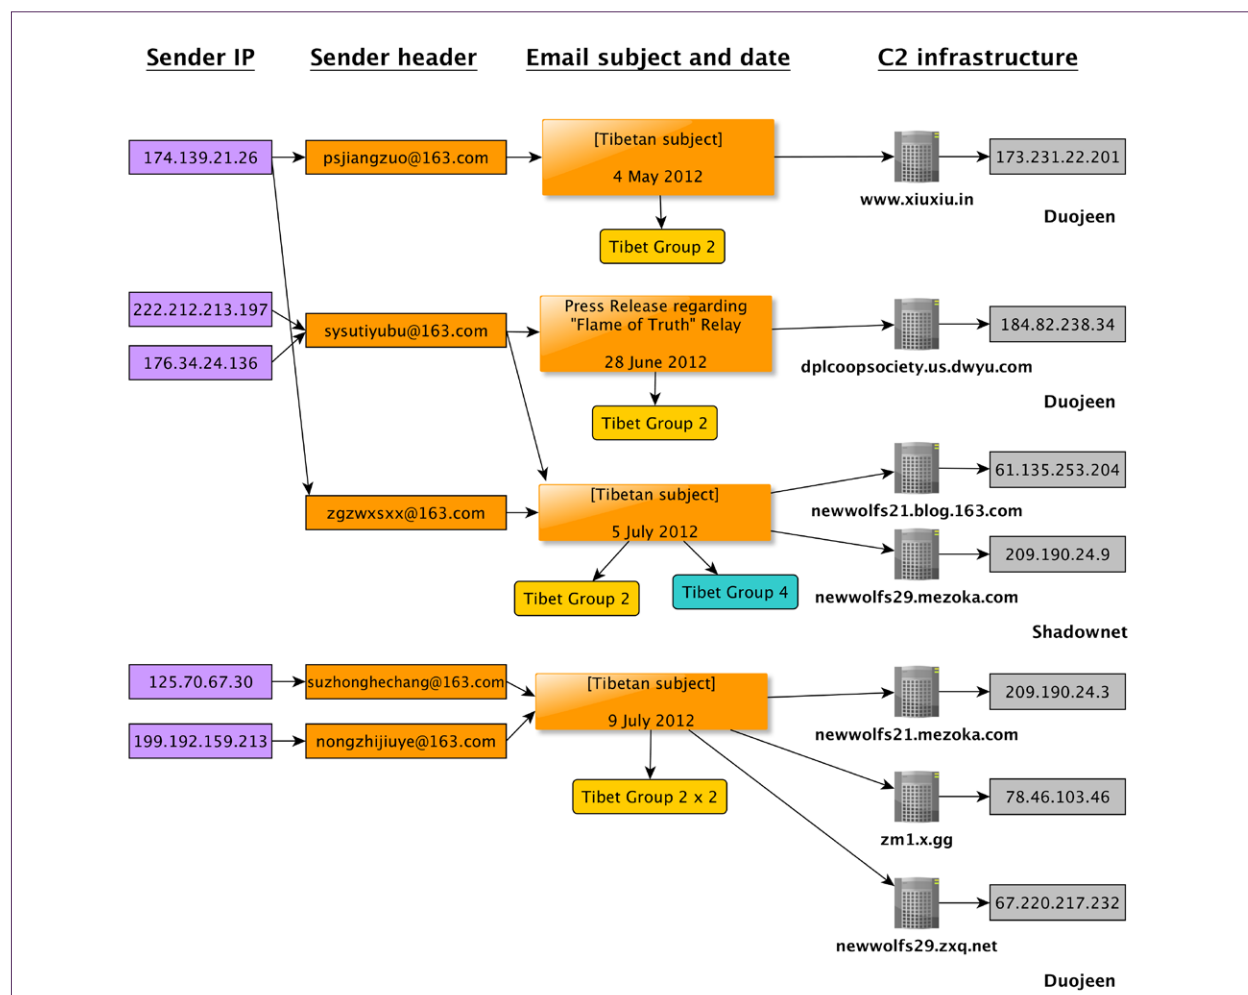 Sender IP
Sender header
Email subject and date
C2 infrastructure
174.139.21.26
psjiangzuo@163.com
[Tibetan subject]
4 May 2012
Tibet Group 2
www.xiuxiu.in
173.231.22.201
Duojeen
222.212.213.197
176.34.24.136
sysutiyubu@163.com
Press Release regarding
"Flame of Truth" Relay
28 June 2012
Tibet Group 2
dplcoopsociety.us.dwyu.com
184.82.238.34
Duojeen
zgzwxsxx@163.com
[Tibetan subject]
5 July 2012
Tibet Group 2
Tibet Group 4
newwolfs21.blog.163.com
61.135.253.204
newwolfs29.mezoka.com
209.190.24.9
Shadownet
125.70.67.30
suzhonghechang@163.com
199.192.159.213
nongzhijiuye@163.com
[Tibetan subject]
9 July 2012
Tibet Group 2 x 2
newwolfs21.mezoka.com
209.190.24.3
zm1.x.gg
78.46.103.46
newwolfs29.zxq.net
67.220.217.232
Duojeen